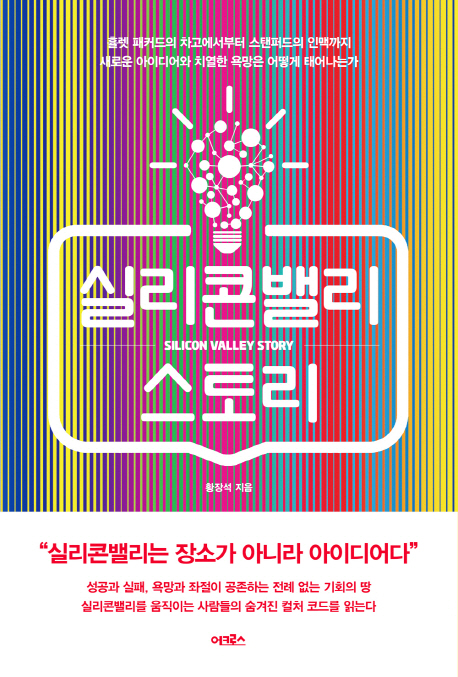 휼렛 패커드의 차고에서부터 스탠퍼드의 인맥까지
새로운 아이디어와 치열한 욕망은 어떻게 태어나는가
실리콘밸리
SILICON VALLEY STORY
스토리
황장석 지음
“실리콘밸리는 장소가 아니라 아이디어다”
성공과 실패, 욕망과 좌절이 공존하는 전례 없는 기회의 땅
실리콘밸리를 움직이는 사람들의 숨겨진 컬처 코드를 읽는다
어크로스